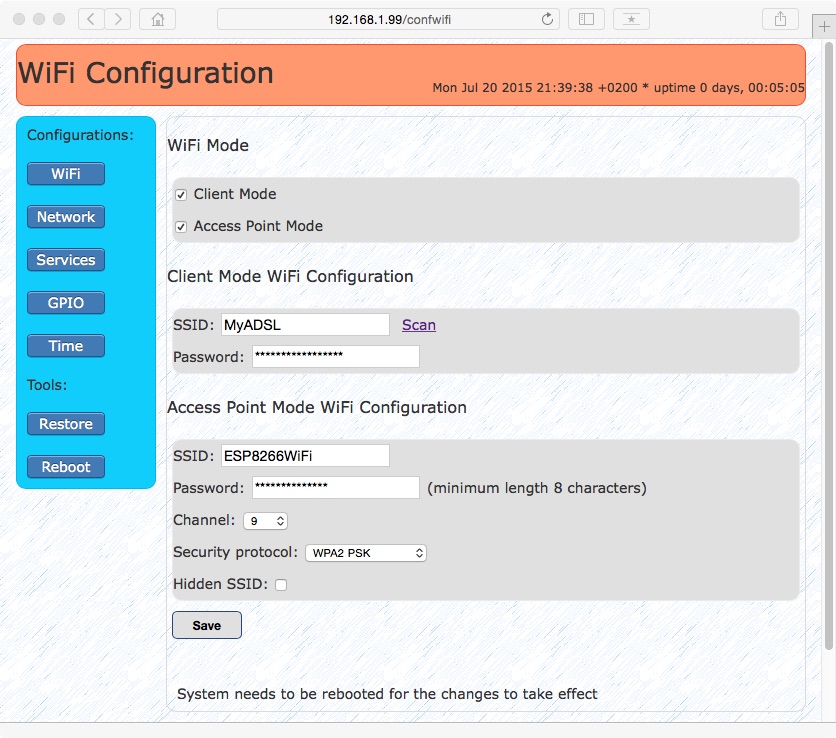 192.168.1.99/confwifi
WiFi Configuration
Mon Jul 20 2015 21:39:38 +0200 * uptime 0 days, 00:05:05
Configurations:
WiFi
Network
Services
GPIO
Time
Tools:
Restore
Reboot
WiFi Mode
Client Mode
Access Point Mode
Client Mode WiFi Configuration
SSID: MyADSL Scan
Password: *****************
Access Point Mode WiFi Configuration
SSID: ESP8266WiFi
Password: ************** (minimum length 8 characters)
Channel: 9
Security protocol: WPA2 PSK
Hidden SSID:
Save
System needs to be rebooted for the changes to take effect